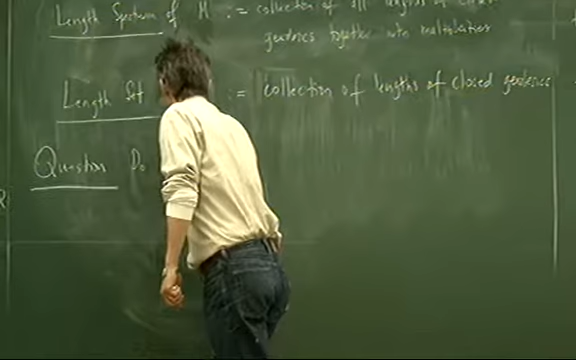 Length Spectrum of M := collection of all lengths of
geodesics together with multiplicities
Length Set := collection of lengths of closed geodesics
Question Do